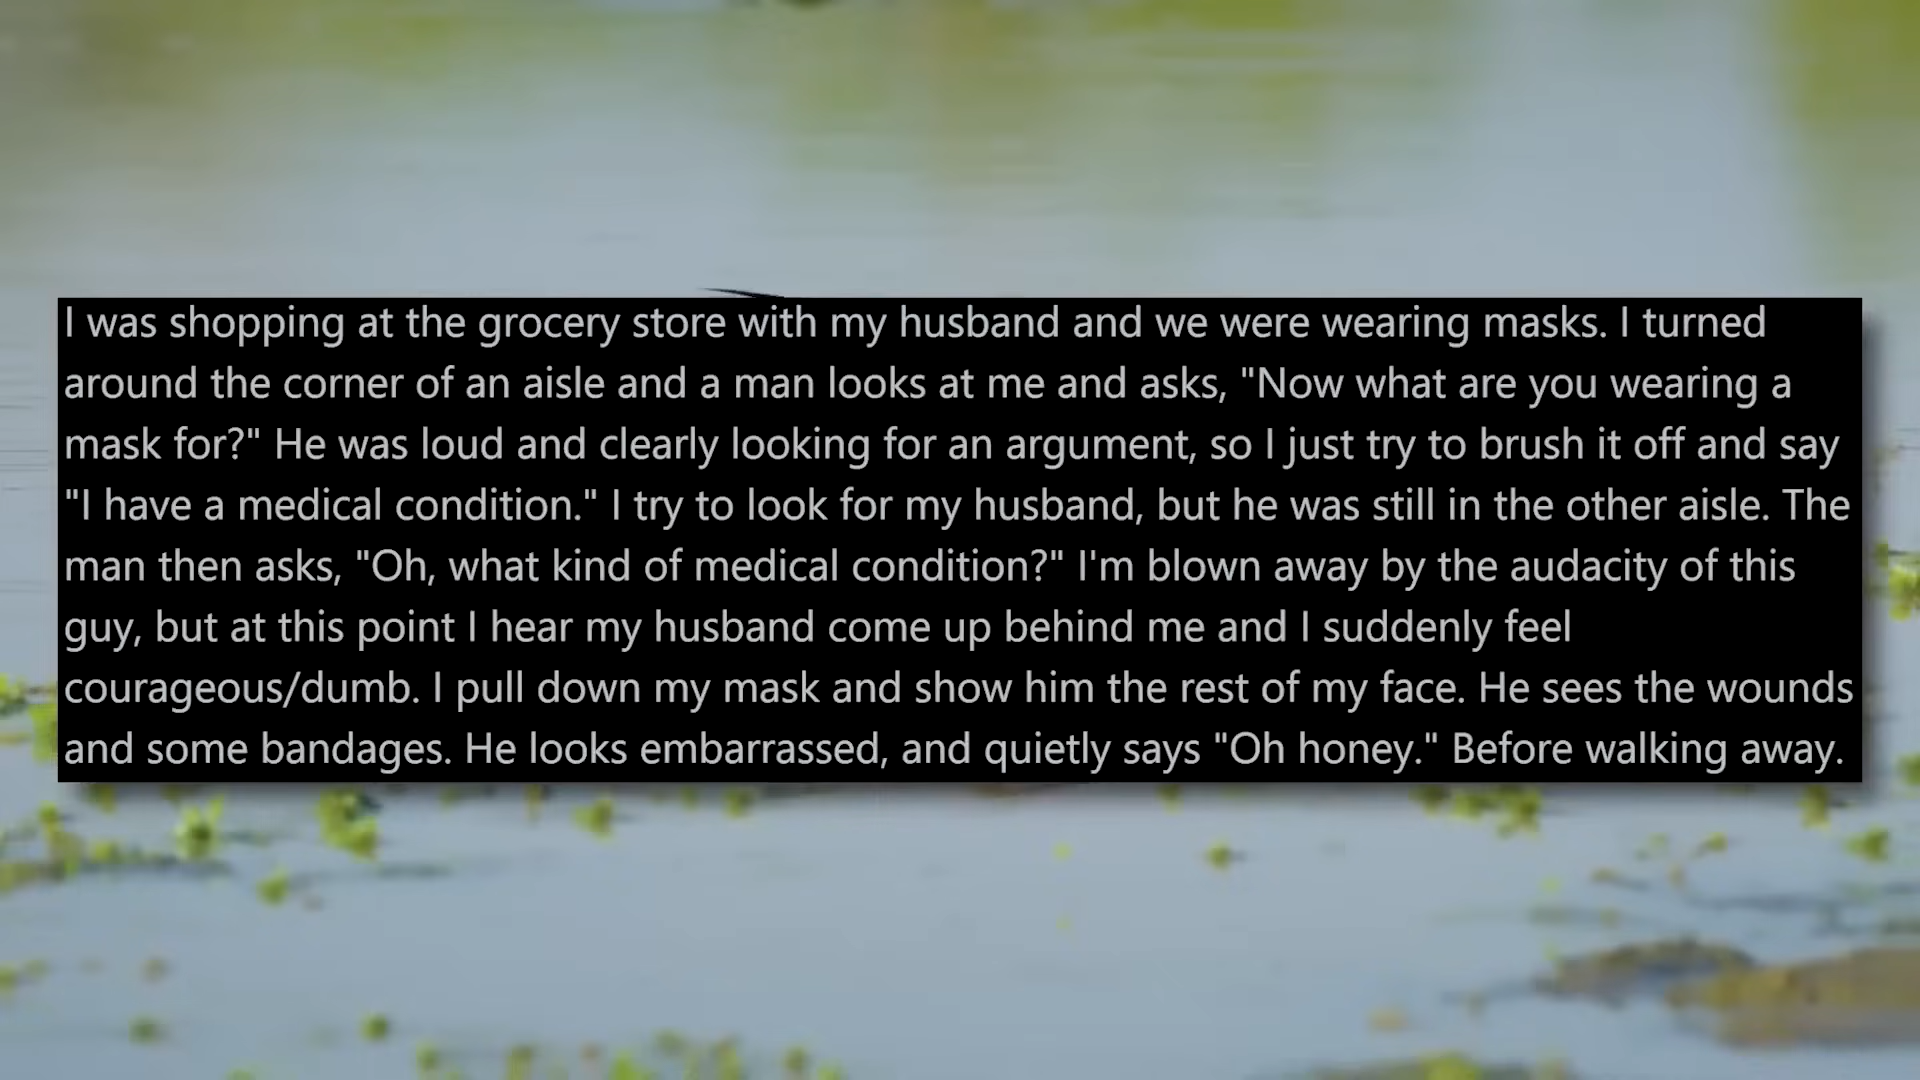 I was shopping at the grocery store with my husband and we were wearing masks. I turned
around the corner of an aisle and a man looks at me and asks, "Now what are you wearing a
mask for?" He was loud and clearly looking for an argument, so I just try to brush it off and say
"I have a medical condition." I try to look for my husband, but he was still in the other aisle. The
man then asks, "Oh, what kind of medical condition?" I'm blown away by the audacity of this
guy, but at this point I hear my husband come up behind me and I suddenly feel
courageous/dumb. I pull down my mask and show him the rest of my face. He sees the wounds
and some bandages. He looks embarrassed, and quietly says "Oh honey." Before walking away.